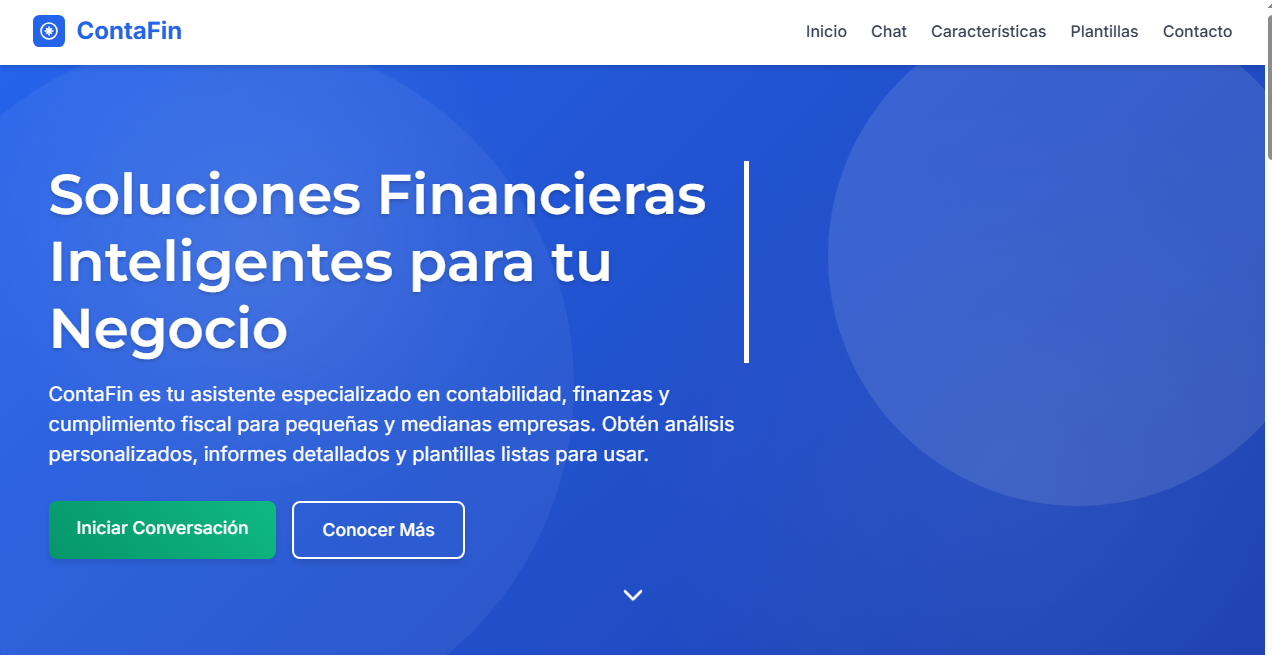 ContaFin
Inicio
Chat
Características
Plantillas
Contacto
Soluciones Financieras
Inteligentes para tu
Negocio
ContaFin es tu asistente especializado en contabilidad, finanzas y
cumplimiento fiscal para pequeñas y medianas empresas. Obtén análisis
personalizados, informes detallados y plantillas listas para usar.
Iniciar Conversación
Conocer Más